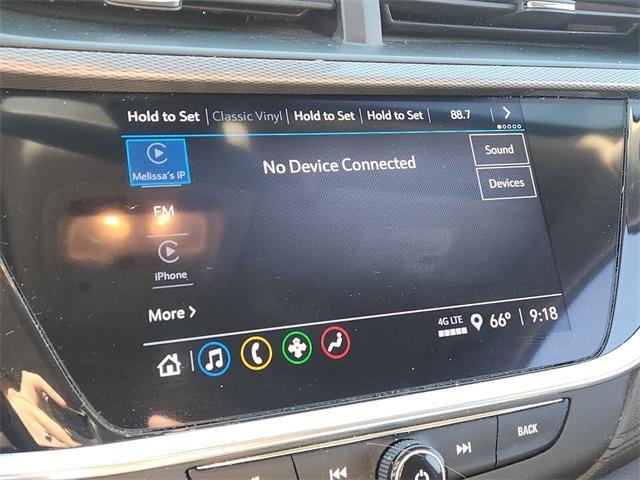 Hold to Set Classic Vinyl Hold to Set Hold to Set 88.7
Melissa's iP
No Device Connected
Sound
Devices
FM
iPhone
More
4G LTE 66° 9:18
BACK